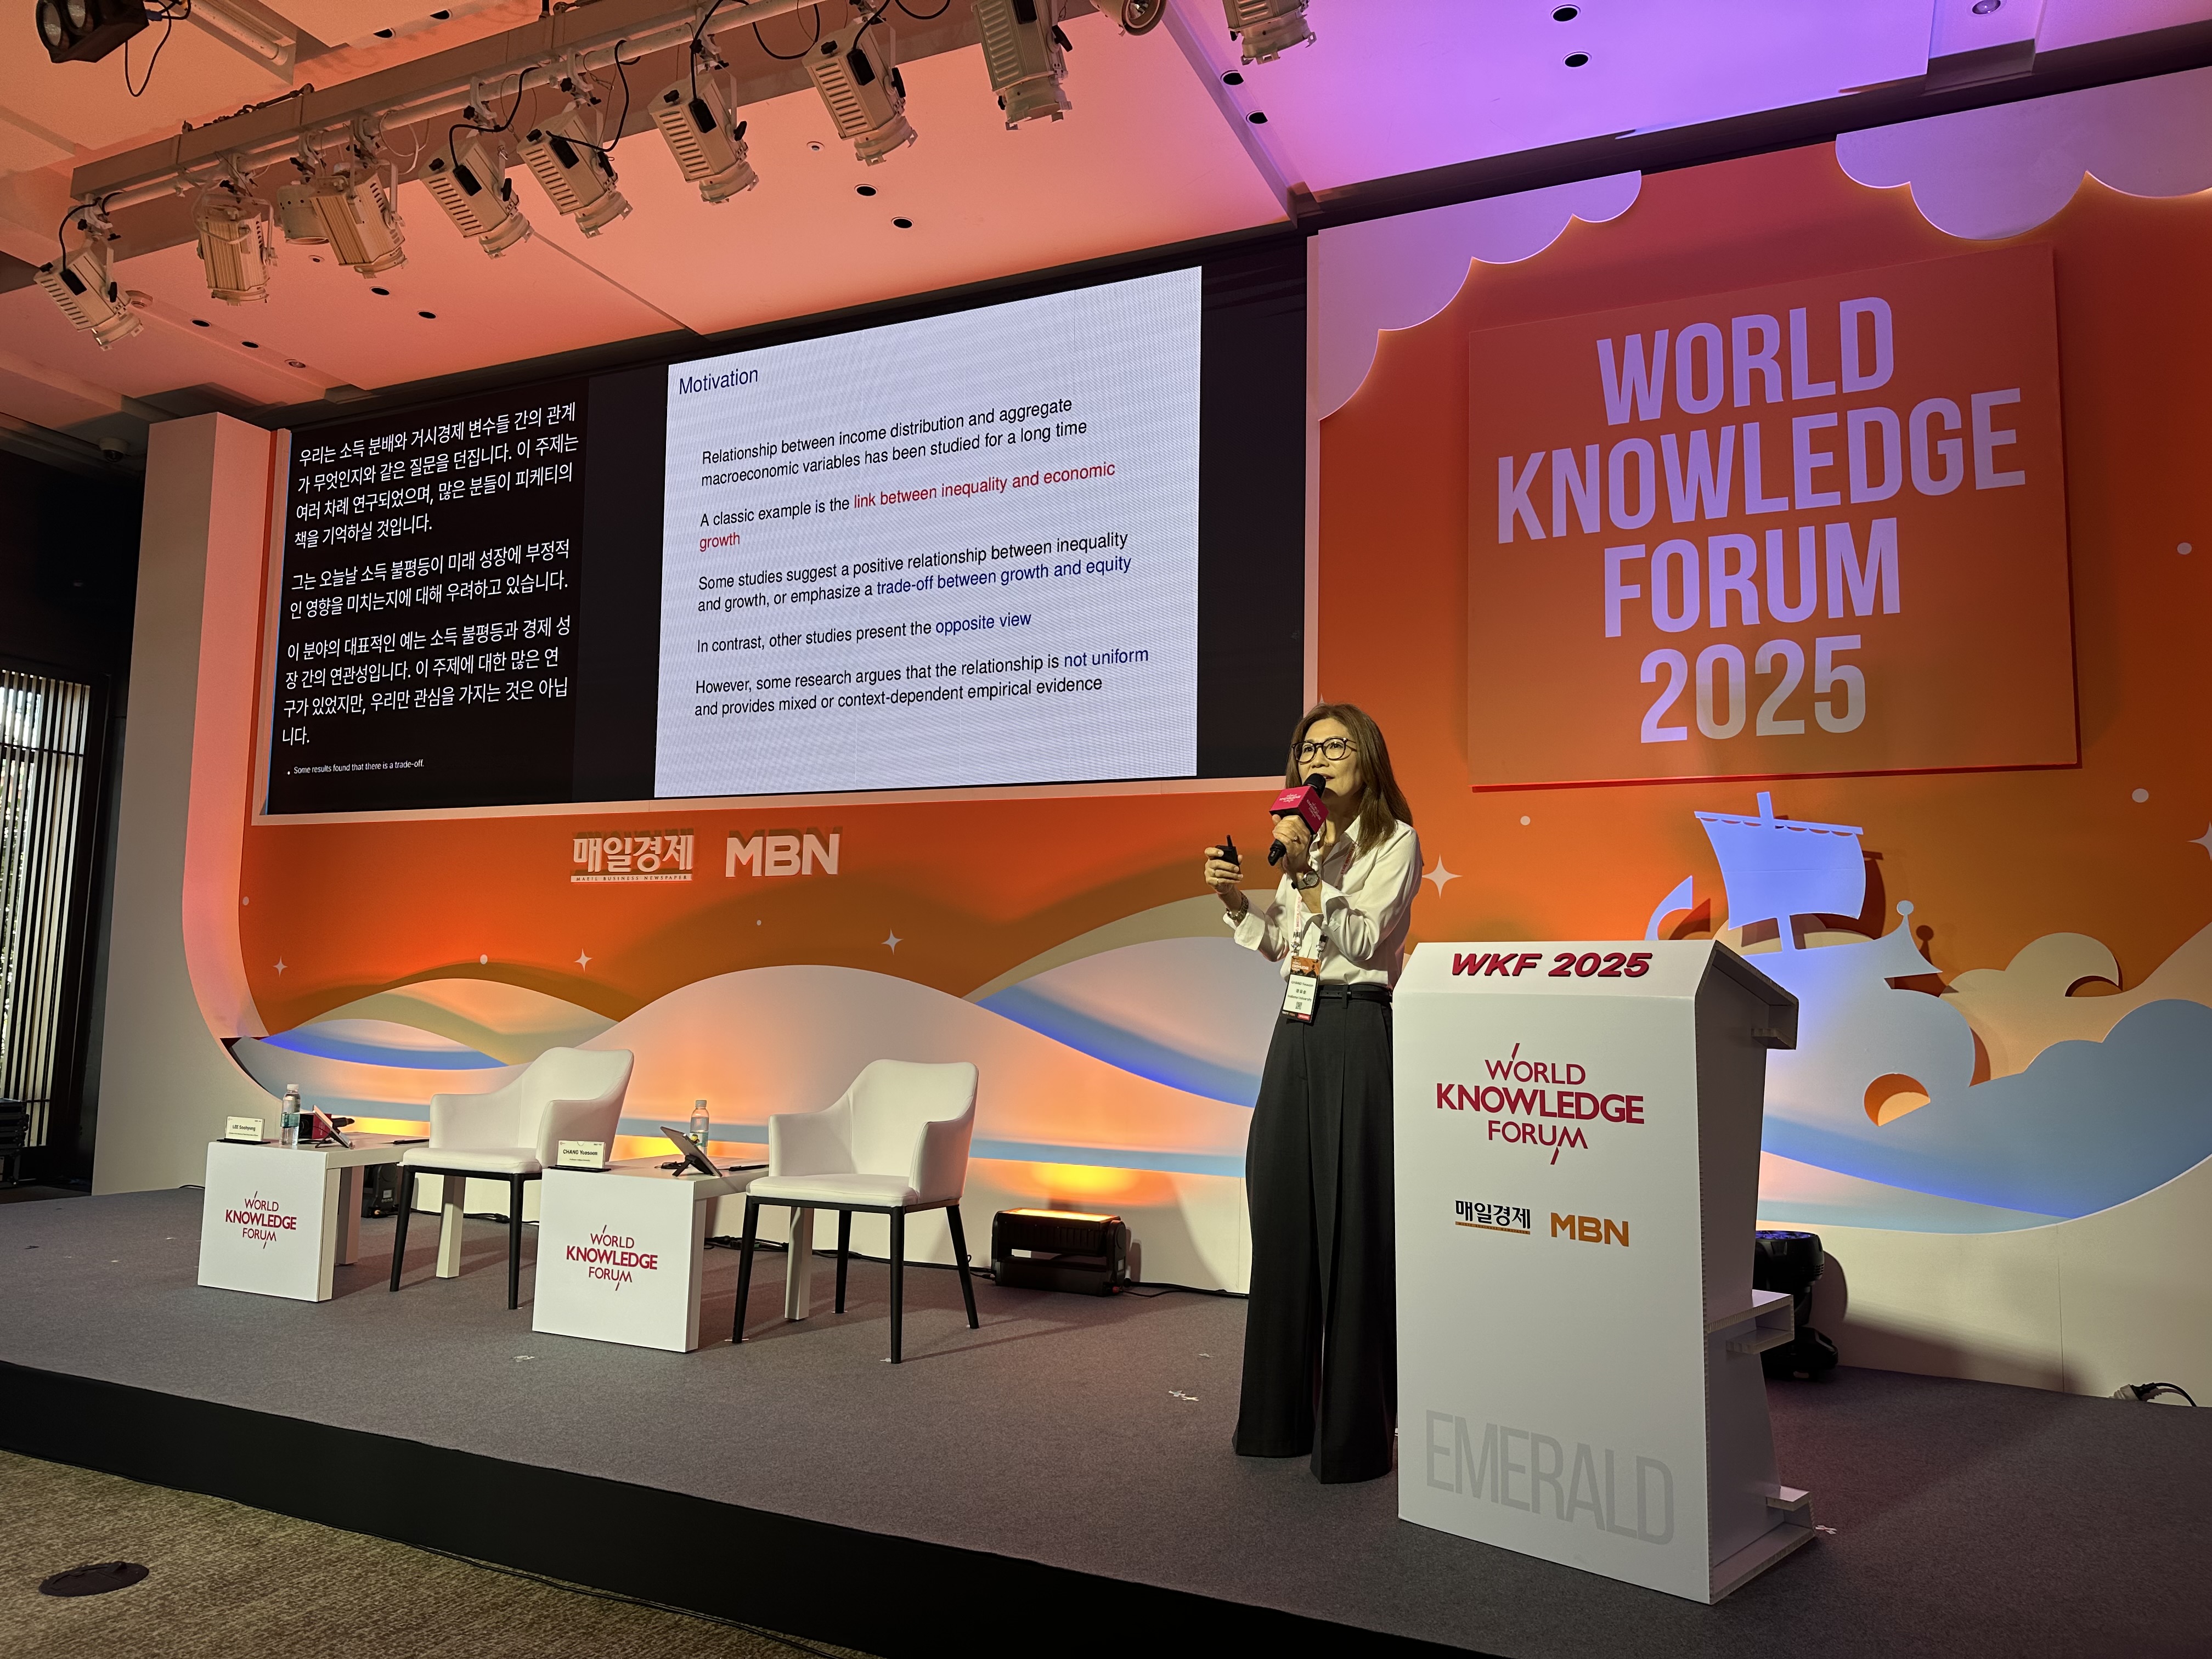 우리는 소득 분배와 거시경제 변수들 간의 관계
가 무엇인지와 같은 질문을 던집니다. 이 주제는
여러 차례 연구되었으며, 많은 분들이 피케티의
책을 기억하실 것입니다.
그는 오늘날 소득 불평등이 미래 성장에 부정적
인 영향을 미치는지에 대해 우려하고 있습니다.
이 분야의 대표적인 예는 소득 불평등과 경제 성
장 간의 연관성입니다. 이 주제에 대한 많은 연
구가 있었지만, 우리만 관심을 가지는 것은 아닙
니다.
• Some results found that there is a trade-off.
Motivation
Relationship between income distribution and aggregate
macroeconomic variables has been studied for a long time
A classic example is the link between inequality and economic
growth
Some studies suggest a positive relationship between inequality
and growth, or emphasize a trade-off between growth and equity
In contrast, other studies present the opposite view
However, some research argues that the relationship is not uniform
and provides mixed or context-dependent empirical evidence
WORLD
KNOWLEDGE
FORUM
2025
매일경제 MBN
MAEIL BUSINESS NEWSPAPER
WKF 2025
WORLD
KNOWLEDGE
FORUM
매일경제 MBN
EMERALD
LEE Soohyung
WORLD
KNOWLEDGE
FORUM
CHANG Yusoon
WORLD
KNOWLEDGE
FORUM